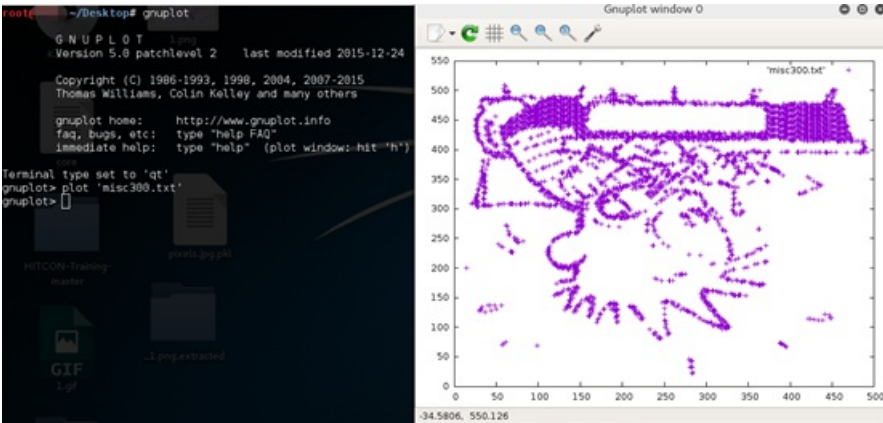 root@ ~/Desktop# gnuplot
G N U P L O T
Version 5.0 patchlevel 2    last modified 2015-12-24
Copyright (C) 1986-1993, 1998, 2004, 2007-2015
Thomas Williams, Colin Kelley and many others
gnuplot home:     http://www.gnuplot.info
faq, bugs, etc:   type "help FAQ"
immediate help:   type "help"  (plot window: hit 'h')
Terminal type set to 'qt'
gnuplot> plot 'misc300.txt'
gnuplot>
1.png
core
pixels.jpg.pkl
HITCON-Training-
master
GIF
1.gif
_1.png.extracted
Gnuplot window 0
'misc300.txt'
550
500
450
400
350
300
250
200
150
100
50
0
0 50 100 150 200 250 300 350 400 450 500
-34.5806, 550.126